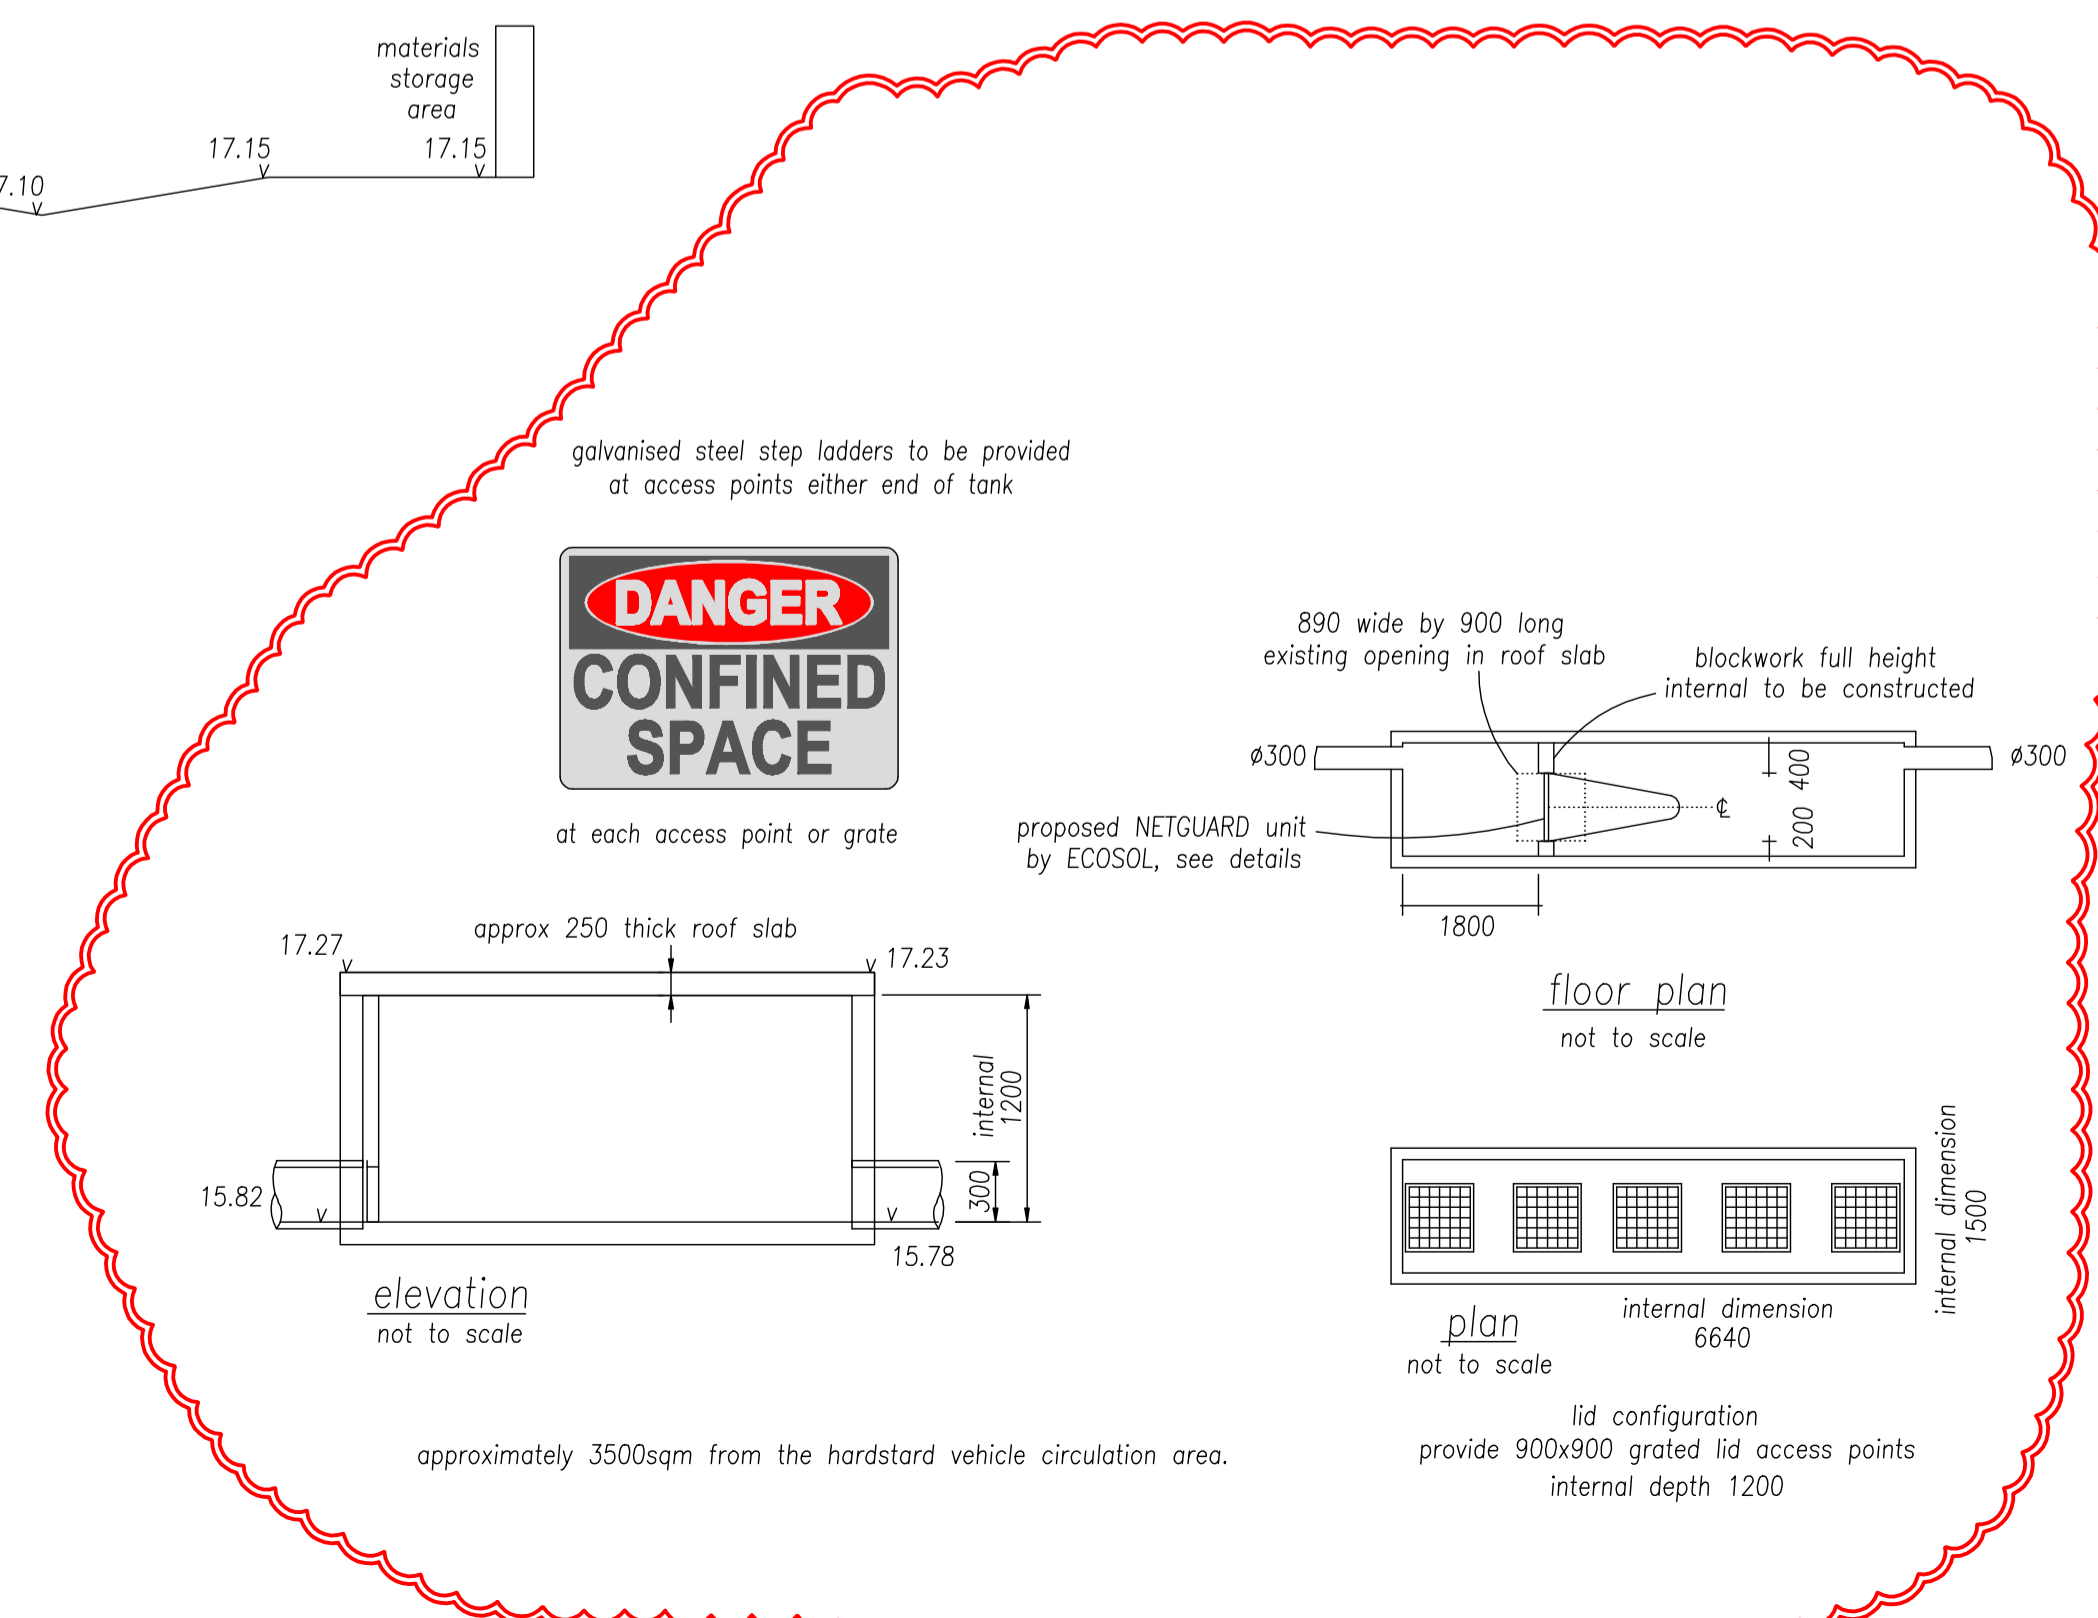 materials
storage
area
17.15
17.15
7.10
galvanised steel step ladders to be provided
at access points either end of tank
DANGER
CONFINED
SPACE
at each access point or grate
890 wide by 900 long
existing opening in roof slab
blockwork full height
internal to be constructed
ø300
ø300
400
200
℄
proposed NETGUARD unit
by ECOSOL, see details
1800
floor plan
not to scale
approx 250 thick roof slab
17.27
17.23
internal
1200
300
15.82
15.78
elevation
not to scale
internal dimension
1500
internal dimension
6640
plan
not to scale
lid configuration
provide 900x900 grated lid access points
internal depth 1200
approximately 3500sqm from the hardstard vehicle circulation area.